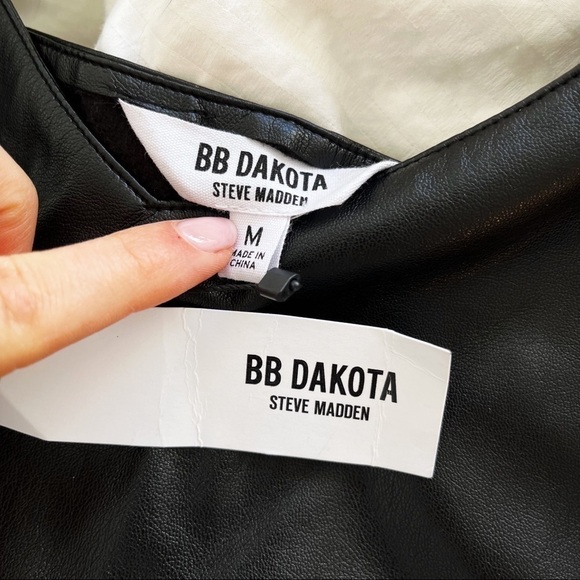 BB DAKOTA
STEVE MADDEN
M
MADE IN
CHINA
BB DAKOTA
STEVE MADDEN